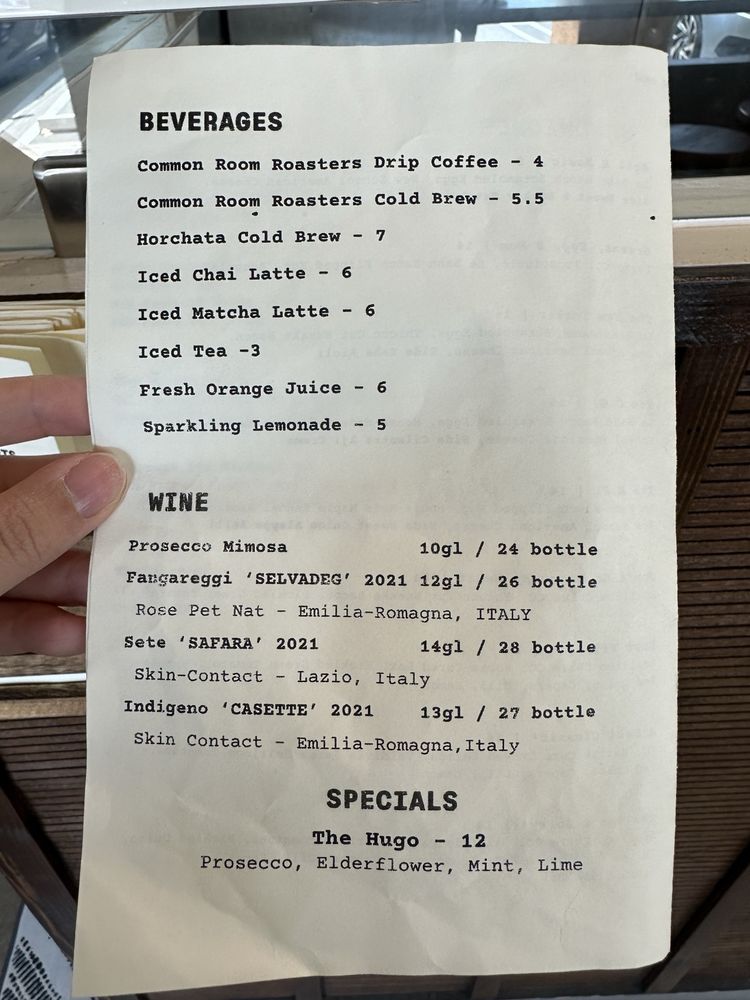 BEVERAGES
Common Room Roasters Drip Coffee - 4
Common Room Roasters Cold Brew - 5.5
Horchata Cold Brew - 7
Iced Chai Latte - 6
Iced Matcha Latte - 6
Iced Tea -3
Fresh Orange Juice - 6
Sparkling Lemonade - 5
WINE
Prosecco Mimosa 10gl / 24 bottle
Fangareggi ‘SELVADEG’ 2021 12gl / 26 bottle
Rose Pet Nat - Emilia-Romagna, ITALY
Sete ‘SAFARA’ 2021 14gl / 28 bottle
Skin-Contact - Lazio, Italy
Indigeno ‘CASETTE’ 2021 13gl / 27 bottle
Skin Contact - Emilia-Romagna,Italy
SPECIALS
The Hugo - 12
Prosecco, Elderflower, Mint, Lime